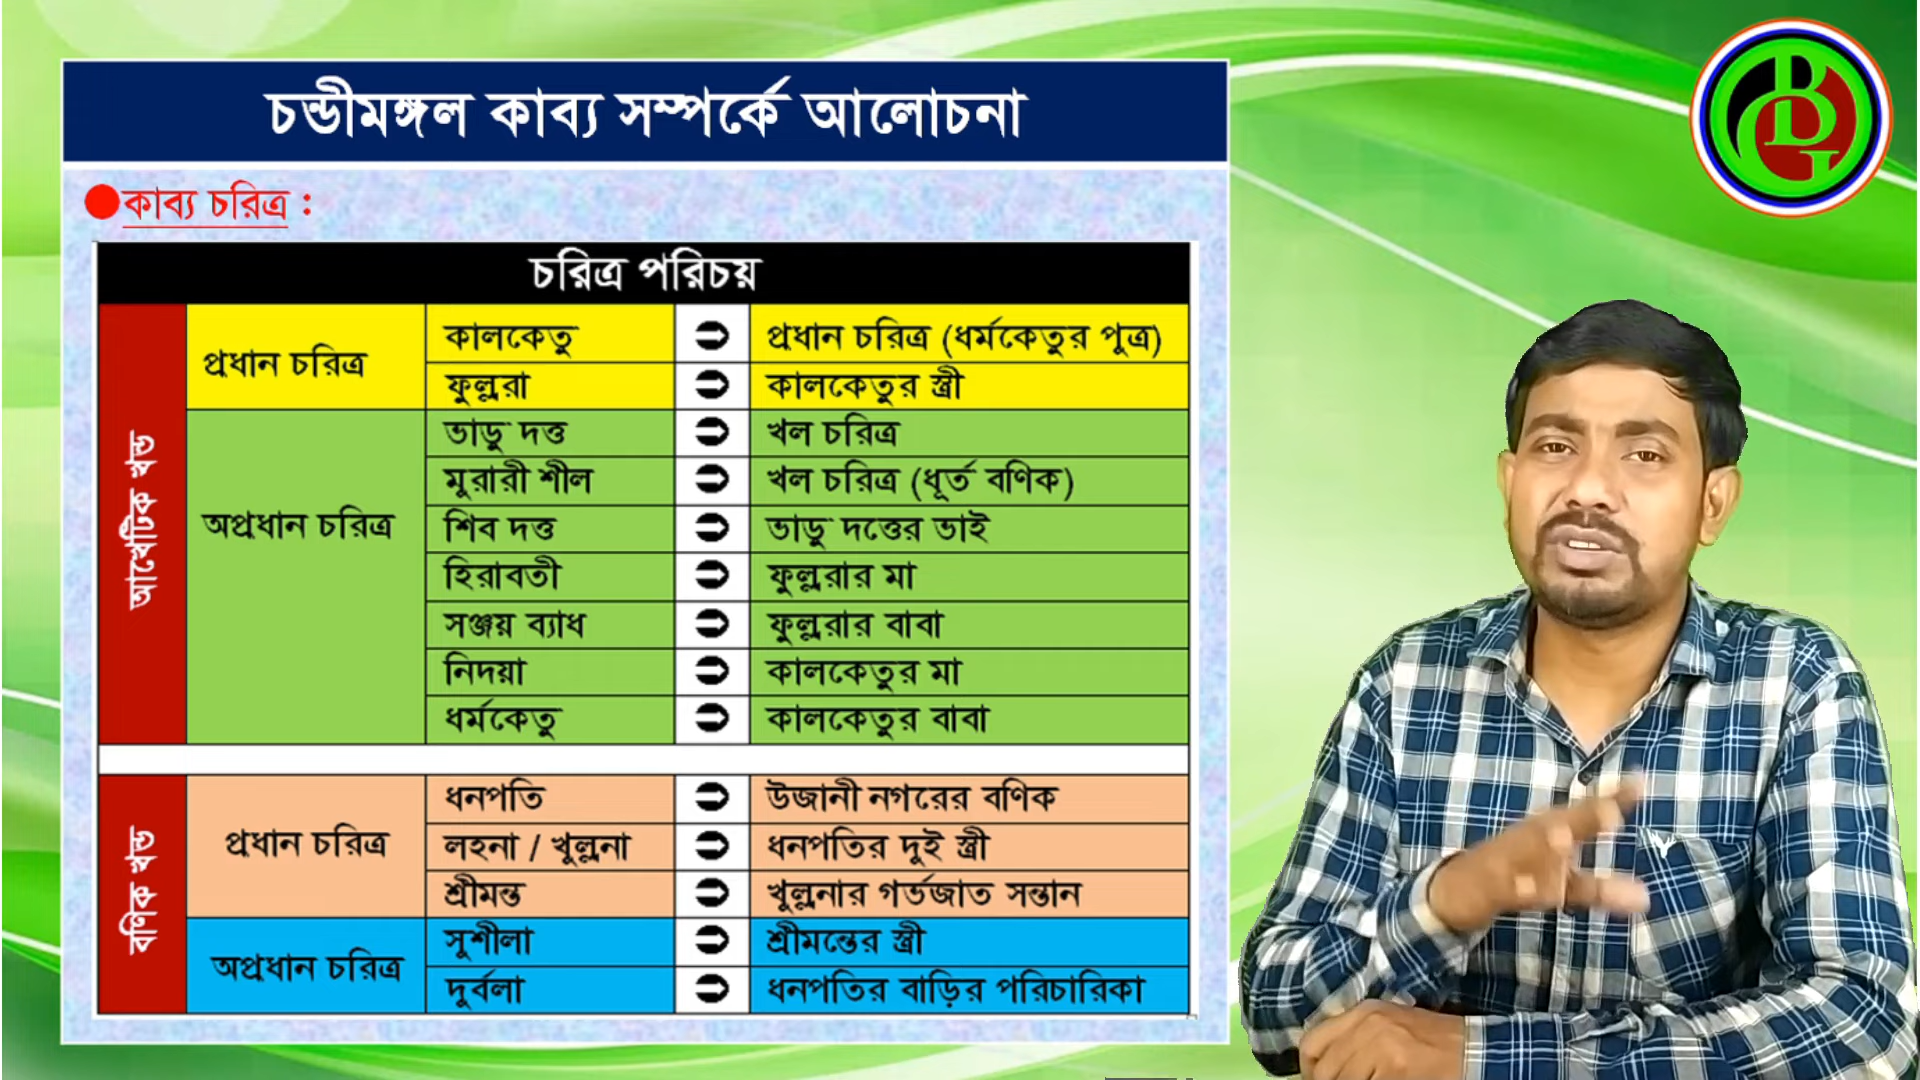 চন্ডীমঙ্গল কাব্য সম্পর্কে আলোচনা
কাব্য চরিত্র :
চরিত্র পরিচয়
আখেটিক খন্ড
প্রধান চরিত্র
কালকেতু ➲ প্রধান চরিত্র (ধর্মকেতুর পুত্র)
ফুল্লরা ➲ কালকেতুর স্ত্রী
অপ্রধান চরিত্র
ভাড়ু দত্ত ➲ খল চরিত্র
মুরারী শীল ➲ খল চরিত্র (ধূর্ত বণিক)
শিব দত্ত ➲ ভাড়ু দত্তের ভাই
হিরাবতী ➲ ফুল্লরার মা
সঞ্জয় ব্যাধ ➲ ফুল্লরার বাবা
নিদয়া ➲ কালকেতুর মা
ধর্মকেতু ➲ কালকেতুর বাবা
বণিক খন্ড
প্রধান চরিত্র
ধনপতি ➲ উজানী নগরের বণিক
লহনা / খুল্লনা ➲ ধনপতির দুই স্ত্রী
শ্রীমন্ত ➲ খুল্লনার গর্ভজাত সন্তান
অপ্রধান চরিত্র
সুশীলা ➲ শ্রীমন্তের স্ত্রী
দুর্বলা ➲ ধনপতির বাড়ির পরিচারিকা